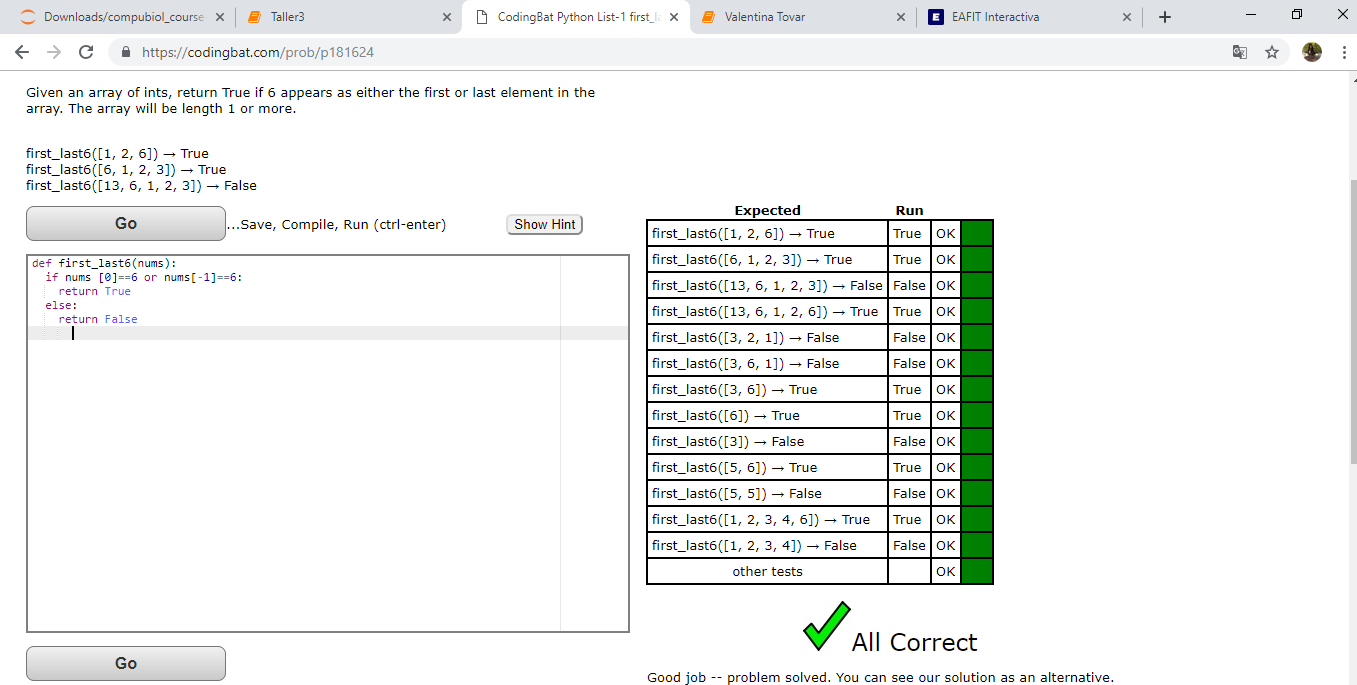 Downloads/compubiol_course
Taller3
CodingBat Python List-1 first_la
Valentina Tovar
E EAFIT Interactiva
https://codingbat.com/prob/p181624
Given an array of ints, return True if 6 appears as either the first or last element in the
array. The array will be length 1 or more.
first_last6([1, 2, 6]) → True
first_last6([6, 1, 2, 3]) → True
first_last6([13, 6, 1, 2, 3]) → False
Go
...Save, Compile, Run (ctrl-enter)
Show Hint
def first_last6(nums):
if nums [0]==6 or nums[-1]==6:
return True
else:
return False
Go
Expected Run
first_last6([1, 2, 6]) → True True OK
first_last6([6, 1, 2, 3]) → True True OK
first_last6([13, 6, 1, 2, 3]) → False False OK
first_last6([13, 6, 1, 2, 6]) → True True OK
first_last6([3, 2, 1]) → False False OK
first_last6([3, 6, 1]) → False False OK
first_last6([3, 6]) → True True OK
first_last6([6]) → True True OK
first_last6([3]) → False False OK
first_last6([5, 6]) → True True OK
first_last6([5, 5]) → False False OK
first_last6([1, 2, 3, 4, 6]) → True True OK
first_last6([1, 2, 3, 4]) → False False OK
other tests OK
All Correct
Good job -- problem solved. You can see our solution as an alternative.